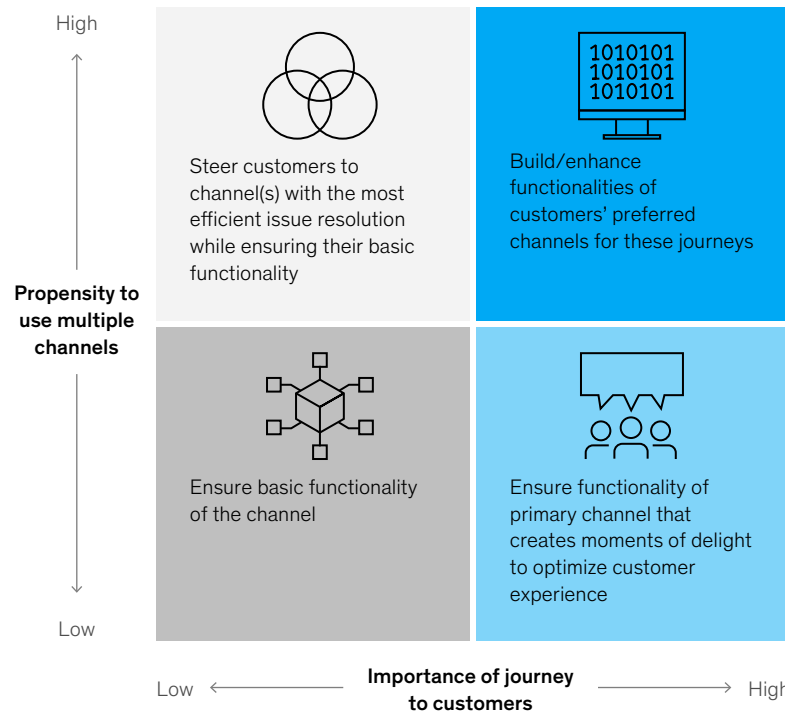 High
1010101
1010101
1010101
Steer customers to
channel(s) with the most
efficient issue resolution
while ensuring their basic
functionality
Build/enhance
functionalities of
customers’ preferred
channels for these journeys
Propensity to
use multiple
channels
Ensure basic functionality
of the channel
Ensure functionality of
primary channel that
creates moments of delight
to optimize customer
experience
Low
Low
Importance of journey
to customers
High